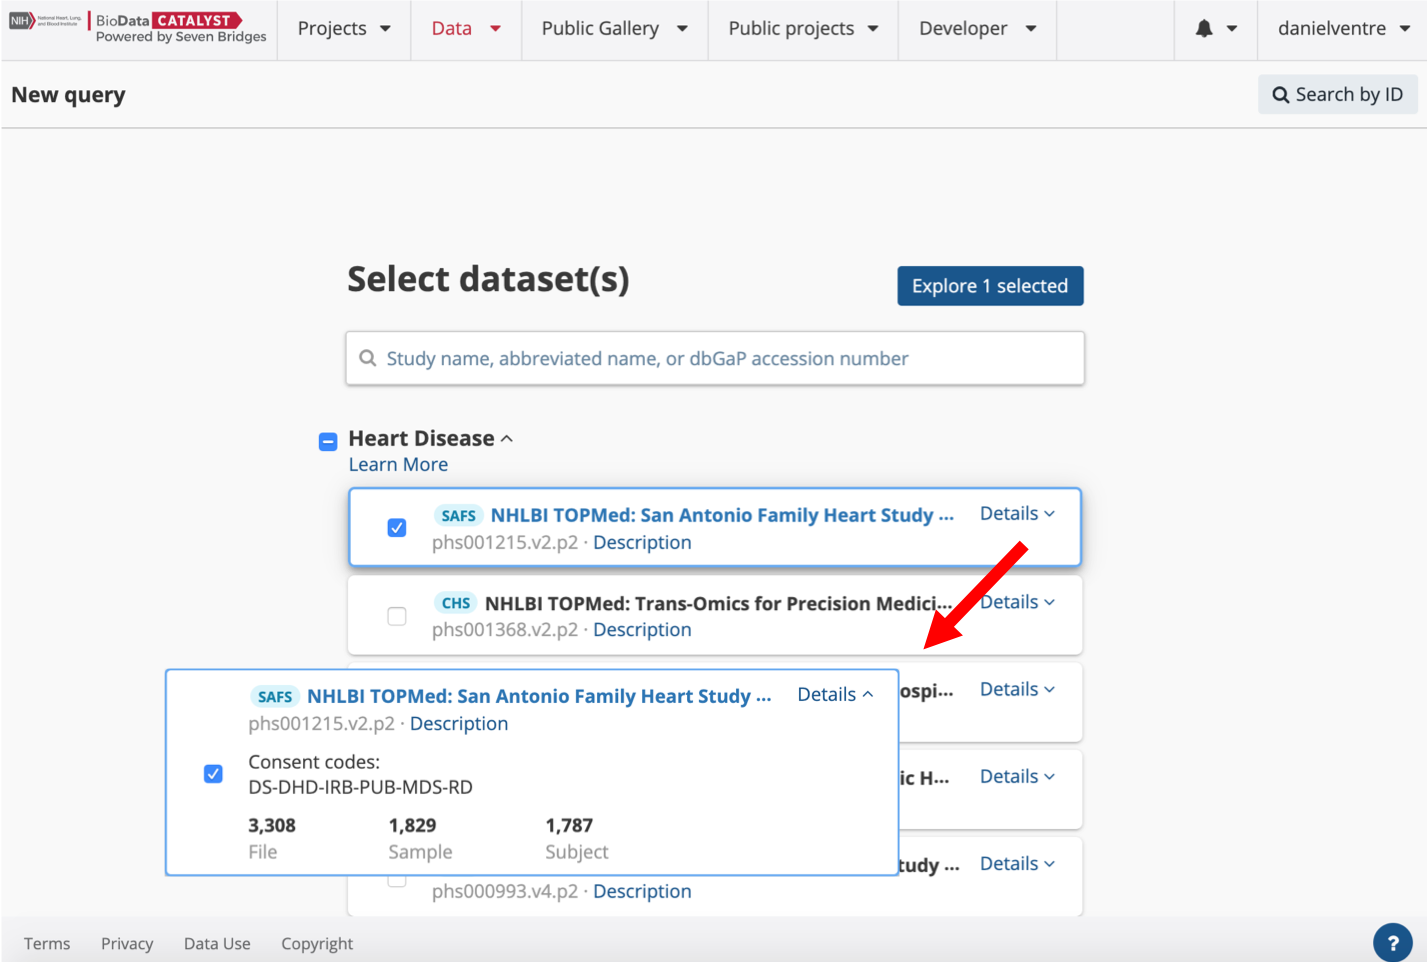 NIH National Heart, Lung, and Blood Institute
BioData CATALYST
Powered by Seven Bridges
Projects
Data
Public Gallery
Public projects
Developer
danielventre
New query
Search by ID
Select dataset(s)
Explore 1 selected
Study name, abbreviated name, or dbGaP accession number
Heart Disease
Learn More
SAFS NHLBI TOPMed: San Antonio Family Heart Study ... Details
phs001215.v2.p2 · Description
CHS NHLBI TOPMed: Trans-Omics for Precision Medici... Details
phs001368.v2.p2 · Description
ospi... Details
SAFS NHLBI TOPMed: San Antonio Family Heart Study ... Details
phs001215.v2.p2 · Description
Consent codes:
DS-DHD-IRB-PUB-MDS-RD
ic H... Details
3,308 1,829 1,787
File Sample Subject
tudy ... Details
phs000993.v4.p2 · Description
Terms Privacy Data Use Copyright
?